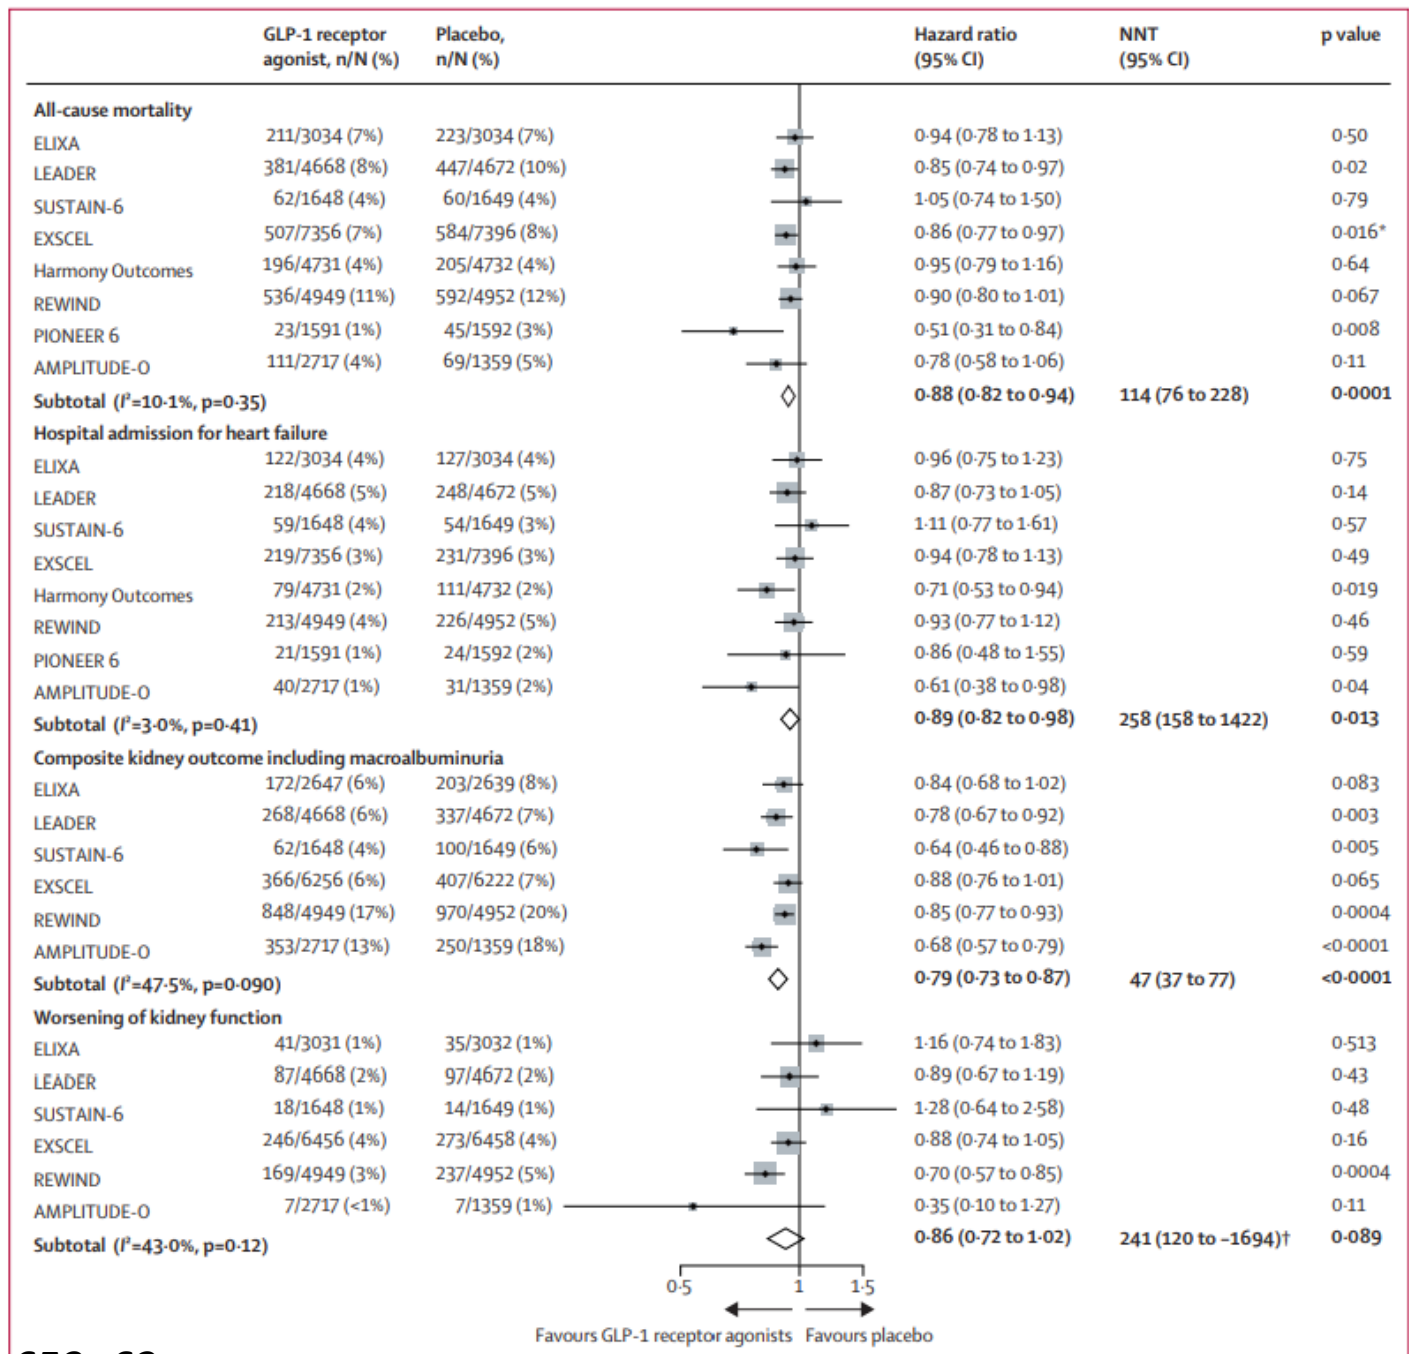 GLP-1 receptor agonist, n/N (%) Placebo, n/N (%) Hazard ratio (95% CI) NNT (95% CI) p value
All-cause mortality
ELIXA 211/3034 (7%) 223/3034 (7%) 0·94 (0·78 to 1·13) 0·50
LEADER 381/4668 (8%) 447/4672 (10%) 0·85 (0·74 to 0·97) 0·02
SUSTAIN-6 62/1648 (4%) 60/1649 (4%) 1·05 (0·74 to 1·50) 0·79
EXSCEL 507/7356 (7%) 584/7396 (8%) 0·86 (0·77 to 0·97) 0·016*
Harmony Outcomes 196/4731 (4%) 205/4732 (4%) 0·95 (0·79 to 1·16) 0·64
REWIND 536/4949 (11%) 592/4952 (12%) 0·90 (0·80 to 1·01) 0·067
PIONEER 6 23/1591 (1%) 45/1592 (3%) 0·51 (0·31 to 0·84) 0·008
AMPLITUDE-O 111/2717 (4%) 69/1359 (5%) 0·78 (0·58 to 1·06) 0·11
Subtotal (I²=10·1%, p=0·35) 0·88 (0·82 to 0·94) 114 (76 to 228) 0·0001
Hospital admission for heart failure
ELIXA 122/3034 (4%) 127/3034 (4%) 0·96 (0·75 to 1·23) 0·75
LEADER 218/4668 (5%) 248/4672 (5%) 0·87 (0·73 to 1·05) 0·14
SUSTAIN-6 59/1648 (4%) 54/1649 (3%) 1·11 (0·77 to 1·61) 0·57
EXSCEL 219/7356 (3%) 231/7396 (3%) 0·94 (0·78 to 1·13) 0·49
Harmony Outcomes 79/4731 (2%) 111/4732 (2%) 0·71 (0·53 to 0·94) 0·019
REWIND 213/4949 (4%) 226/4952 (5%) 0·93 (0·77 to 1·12) 0·46
PIONEER 6 21/1591 (1%) 24/1592 (2%) 0·86 (0·48 to 1·55) 0·59
AMPLITUDE-O 40/2717 (1%) 31/1359 (2%) 0·61 (0·38 to 0·98) 0·04
Subtotal (I²=3·0%, p=0·41) 0·89 (0·82 to 0·98) 258 (158 to 1422) 0·013
Composite kidney outcome including macroalbuminuria
ELIXA 172/2647 (6%) 203/2639 (8%) 0·84 (0·68 to 1·02) 0·083
LEADER 268/4668 (6%) 337/4672 (7%) 0·78 (0·67 to 0·92) 0·003
SUSTAIN-6 62/1648 (4%) 100/1649 (6%) 0·64 (0·46 to 0·88) 0·005
EXSCEL 366/6256 (6%) 407/6222 (7%) 0·88 (0·76 to 1·01) 0·065
REWIND 848/4949 (17%) 970/4952 (20%) 0·85 (0·77 to 0·93) 0·0004
AMPLITUDE-O 353/2717 (13%) 250/1359 (18%) 0·68 (0·57 to 0·79) <0·0001
Subtotal (I²=47·5%, p=0·090) 0·79 (0·73 to 0·87) 47 (37 to 77) <0·0001
Worsening of kidney function
ELIXA 41/3031 (1%) 35/3032 (1%) 1·16 (0·74 to 1·83) 0·513
LEADER 87/4668 (2%) 97/4672 (2%) 0·89 (0·67 to 1·19) 0·43
SUSTAIN-6 18/1648 (1%) 14/1649 (1%) 1·28 (0·64 to 2·58) 0·48
EXSCEL 246/6456 (4%) 273/6458 (4%) 0·88 (0·74 to 1·05) 0·16
REWIND 169/4949 (3%) 237/4952 (5%) 0·70 (0·57 to 0·85) 0·0004
AMPLITUDE-O 7/2717 (<1%) 7/1359 (1%) 0·35 (0·10 to 1·27) 0·11
Subtotal (I²=43·0%, p=0·12) 0·86 (0·72 to 1·02) 241 (120 to –1694)† 0·089
0·5 1 1·5
Favours GLP-1 receptor agonists Favours placebo